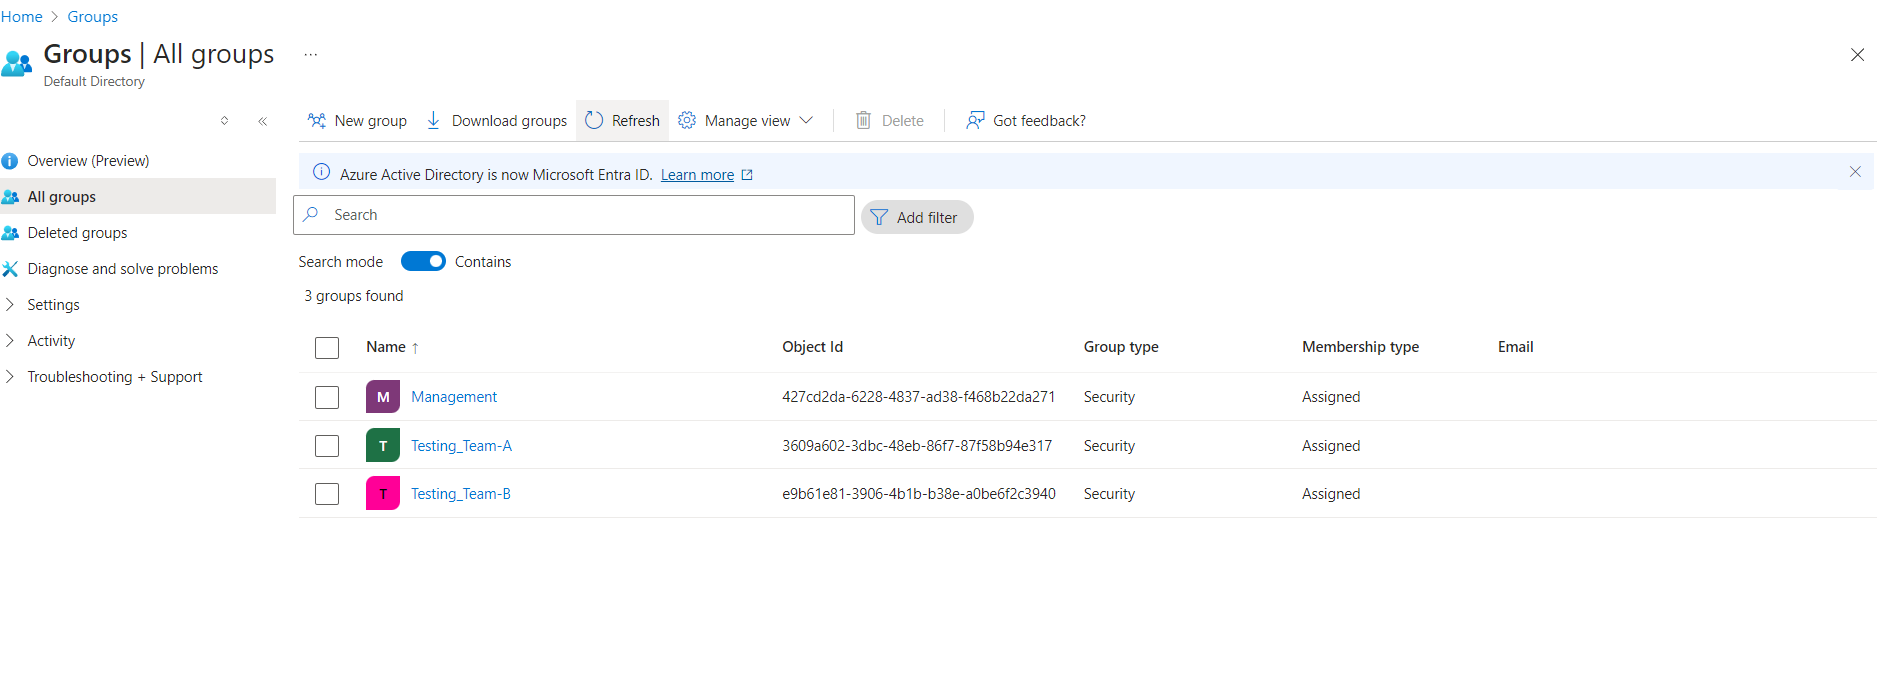 Home > Groups
Groups | All groups ...
Default Directory
New group Download groups Refresh Manage view Delete Got feedback?
Overview (Preview)
All groups
Deleted groups
Diagnose and solve problems
Settings
Activity
Troubleshooting + Support
Azure Active Directory is now Microsoft Entra ID. Learn more
Search Add filter
Search mode Contains
3 groups found
Name ↑ Object Id Group type Membership type Email
M Management 427cd2da-6228-4837-ad38-f468b22da271 Security Assigned
T Testing_Team-A 3609a602-3dbc-48eb-86f7-87f58b94e317 Security Assigned
T Testing_Team-B e9b61e81-3906-4b1b-b38e-a0be6f2c3940 Security Assigned